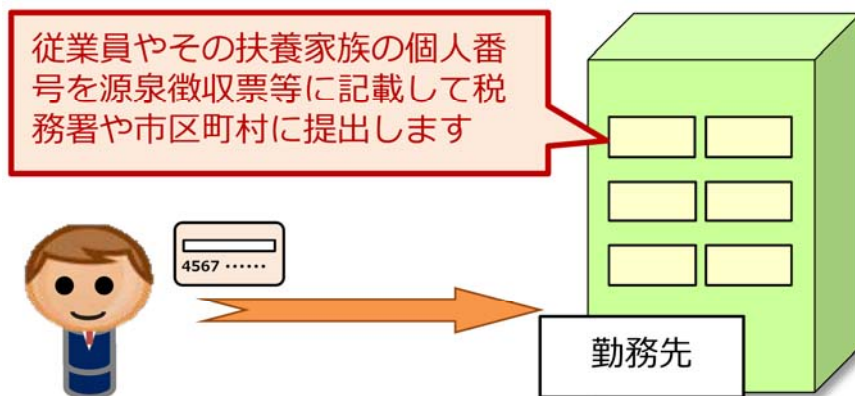 従業員やその扶養家族の個人番
号を源泉徴収票等に記載して税
務署や市区町村に提出します
4567 ‥‥‥
勤務先